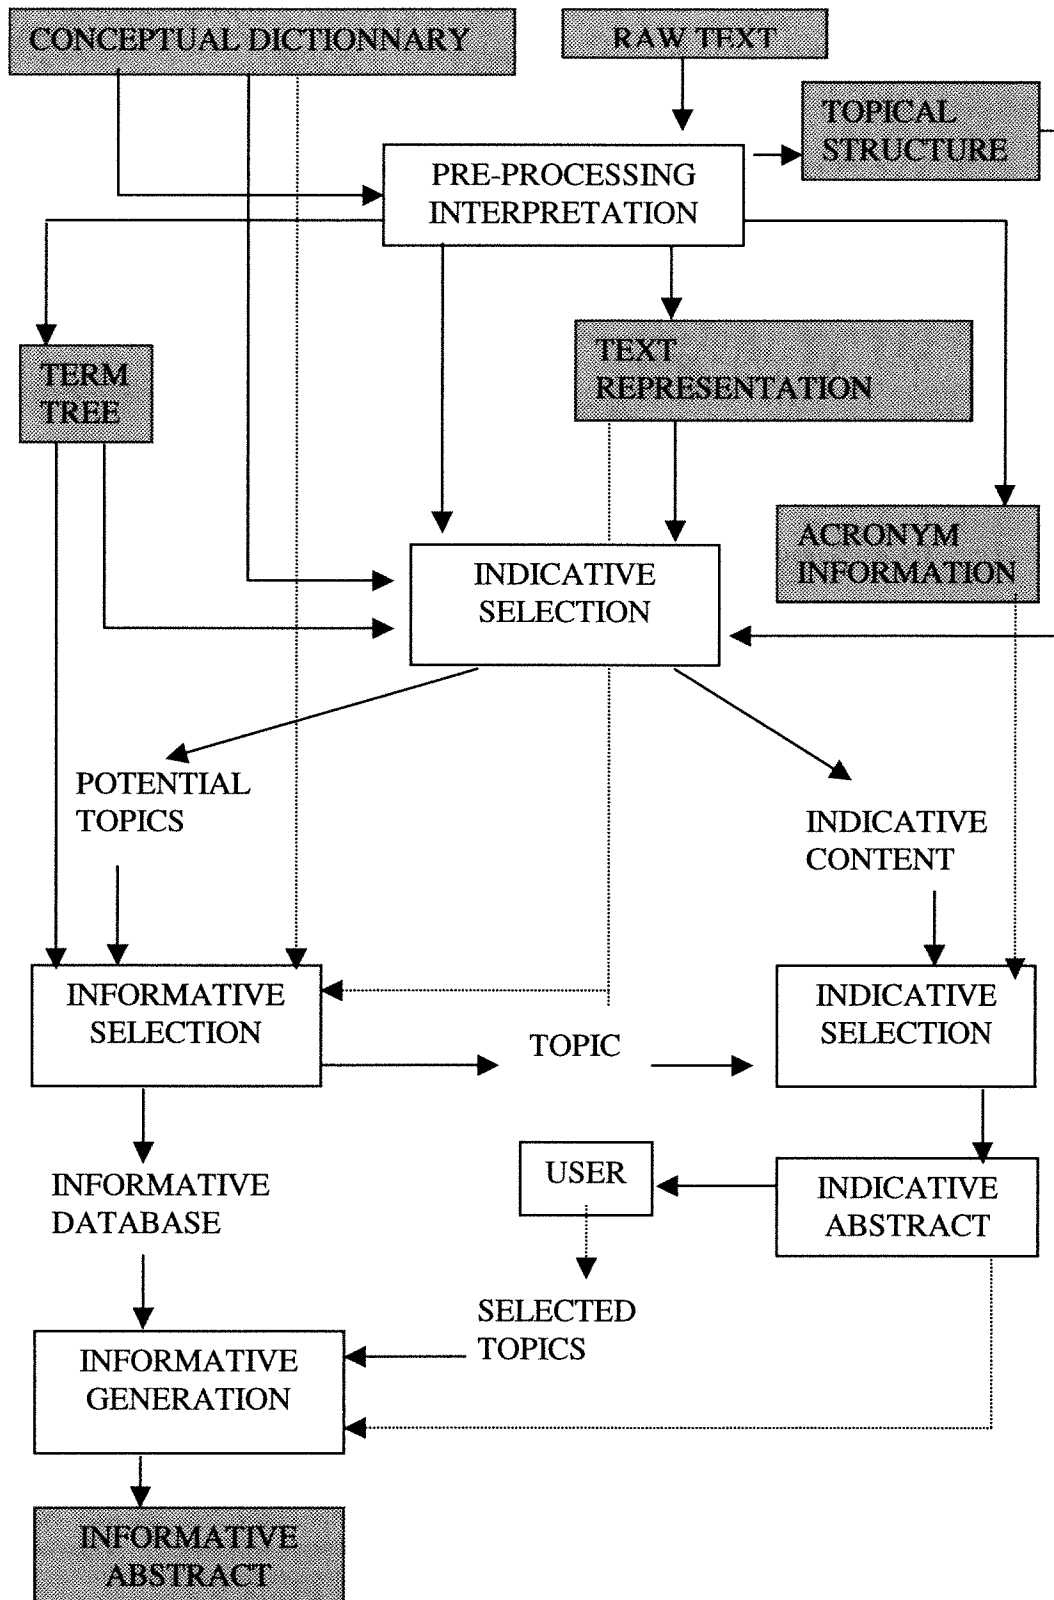 CONCEPTUAL DICTIONNARY
RAW TEXT
TOPICAL
STRUCTURE
PRE-PROCESSING
INTERPRETATION
TERM
TREE
TEXT
REPRESENTATION
ACRONYM
INFORMATION
INDICATIVE
SELECTION
POTENTIAL
TOPICS
INDICATIVE
CONTENT
INFORMATIVE
SELECTION
TOPIC
INDICATIVE
SELECTION
INFORMATIVE
DATABASE
USER
INDICATIVE
ABSTRACT
SELECTED
TOPICS
INFORMATIVE
GENERATION
INFORMATIVE
ABSTRACT